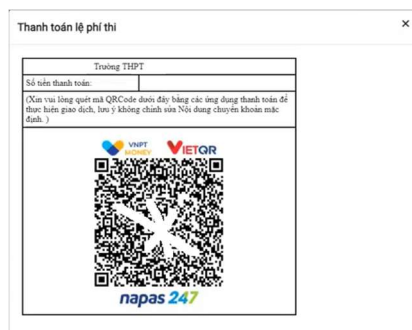 Thanh toán lệ phí thi
×
Trường THPT
Số tiền thanh toán:
(Xin vui lòng quét mã QRCode dưới đây bằng các ứng dụng thanh toán để
thực hiện giao dịch, lưu ý không chỉnh sửa Nội dung chuyển khoản mặc
định. )
VNPT
MONEY
VIETQR
napas 247